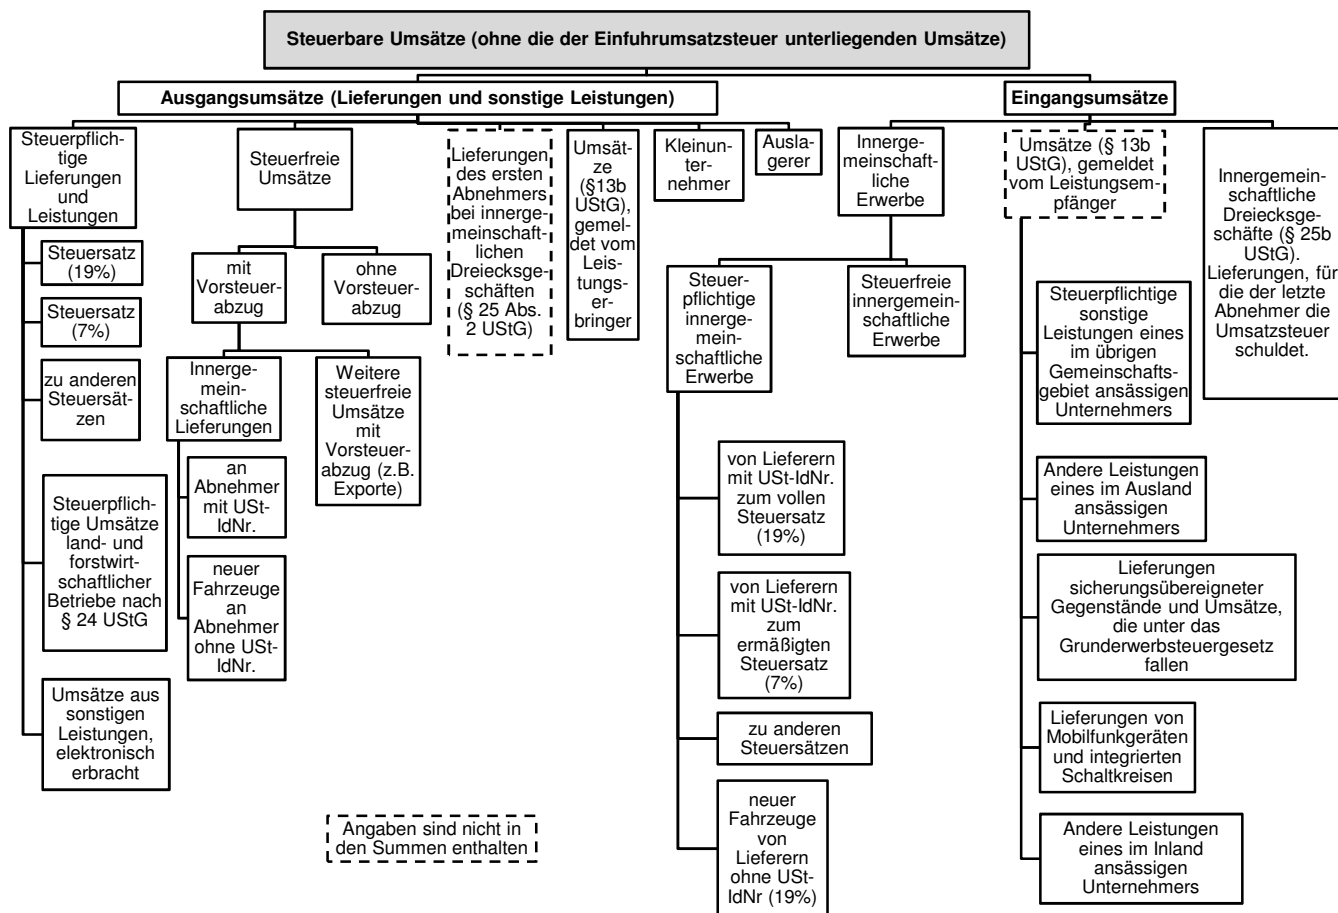 Steuerbare Umsätze (ohne die der Einfuhrumsatzsteuer unterliegenden Umsätze)
Ausgangsumsätze (Lieferungen und sonstige Leistungen)
Eingangsumsätze
Steuerpflich-
tige
Lieferungen
und
Leistungen
Steuerfreie
Umsätze
Lieferungen
des ersten
Abnehmers
bei innerge-
meinschaft-
lichen
Dreiecksge-
schäften
(§ 25 Abs.
2 UStG)
Umsät-
ze
(§13b
UStG),
gemel-
det vom
Leis-
tungs-
er-
bringer
Kleinun-
ter-
nehmer
Ausla-
gerer
Innerge-
meinschaft-
liche
Erwerbe
Umsätze (§ 13b
UStG), gemeldet
vom Leistungsem-
pfänger
Innergemein-
schaftliche
Dreiecksge-
schäfte (§ 25b
UStG).
Lieferungen, für
die der letzte
Abnehmer die
Umsatzsteuer
schuldet.
Steuersatz
(19%)
Steuersatz
(7%)
zu anderen
Steuersät-
zen
Steuerpflich-
tige Umsätze
land- und
forstwirt-
schaftlicher
Betriebe nach
§ 24 UStG
Umsätze aus
sonstigen
Leistungen,
elektronisch
erbracht
mit
Vorsteuer-
abzug
ohne
Vorsteuer-
abzug
Innerge-
mein-
schaftliche
Lieferungen
Weitere
steuerfreie
Umsätze mit
Vorsteuer-
abzug (z.B.
Exporte)
an
Abnehmer
mit USt-
IdNr.
neuer
Fahrzeuge
an
Abnehmer
ohne USt-
IdNr.
Steuer-
pflichtige
innerge-
mein-
schaftliche
Erwerbe
Steuerfreie
innergemein-
schaftliche
Erwerbe
von Lieferern
mit USt-IdNr.
zum vollen
Steuersatz
(19%)
von Lieferern
mit USt-IdNr.
zum
ermäßigten
Steuersatz
(7%)
zu anderen
Steuersätzen
neuer
Fahrzeuge
von
Lieferern
ohne USt-
IdNr (19%)
Steuerpflichtige
sonstige
Leistungen eines
im übrigen
Gemeinschafts-
gebiet ansässigen
Unternehmers
Andere Leistungen
eines im Ausland
ansässigen
Unternehmers
Lieferungen
sicherungsübereigneter
Gegenstände und Umsätze,
die unter das
Grunderwerbsteuergesetz
fallen
Lieferungen von
Mobilfunkgeräten
und integrierten
Schaltkreisen
Andere Leistungen
eines im Inland
ansässigen
Unternehmers
Angaben sind nicht in
den Summen enthalten